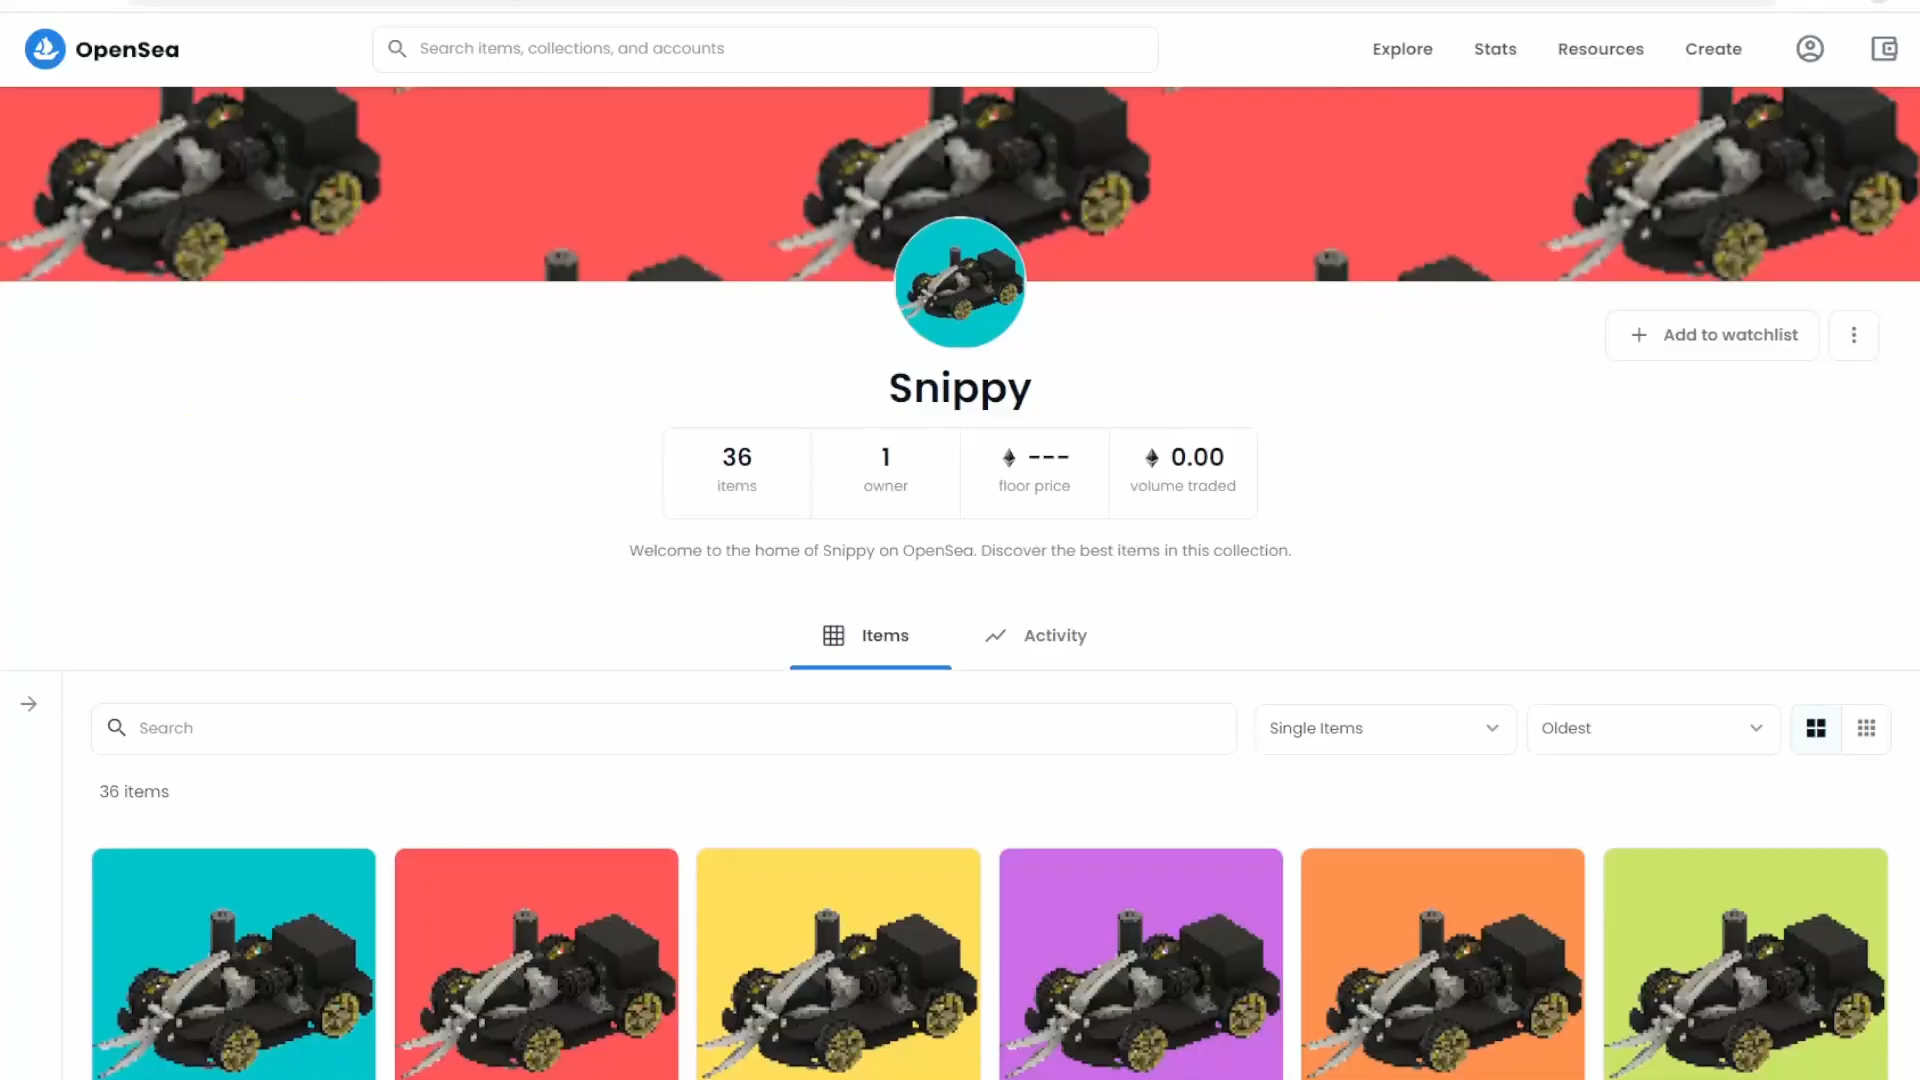 OpenSea
Search items, collections, and accounts
Explore
Stats
Resources
Create
Add to watchlist
Snippy
36
items
1
owner
---
floor price
0.00
volume traded
Welcome to the home of Snippy on OpenSea. Discover the best items in this collection.
Items
Activity
Search
Single Items
Oldest
36 items